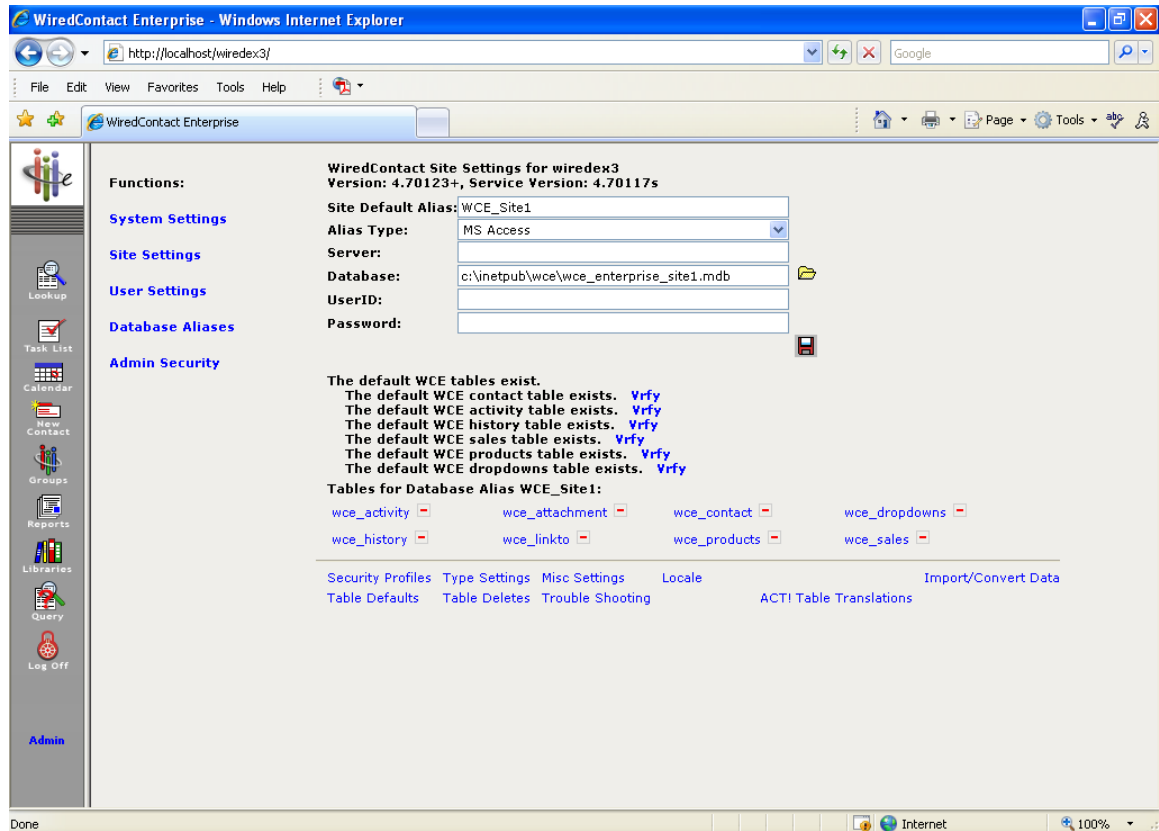 WiredContact Enterprise - Windows Internet Explorer
http://localhost/wiredex3/
Google
File Edit View Favorites Tools Help
WiredContact Enterprise
Page Tools
Functions:
System Settings
Site Settings
User Settings
Database Aliases
Admin Security
Lookup
Task List
Calendar
New
Contact
Groups
Reports
Libraries
Query
Log Off
Admin
WiredContact Site Settings for wiredex3
Version: 4.70123+, Service Version: 4.70117s
Site Default Alias: WCE_Site1
Alias Type: MS Access
Server:
Database: c:\inetpub\wce\wce_enterprise_site1.mdb
UserID:
Password:
The default WCE tables exist.
The default WCE contact table exists. Vrfy
The default WCE activity table exists. Vrfy
The default WCE history table exists. Vrfy
The default WCE sales table exists. Vrfy
The default WCE products table exists. Vrfy
The default WCE dropdowns table exists. Vrfy
Tables for Database Alias WCE_Site1:
wce_activity wce_attachment wce_contact wce_dropdowns
wce_history wce_linkto wce_products wce_sales
Security Profiles Type Settings Misc Settings Locale Import/Convert Data
Table Defaults Table Deletes Trouble Shooting ACT! Table Translations
Done Internet 100%